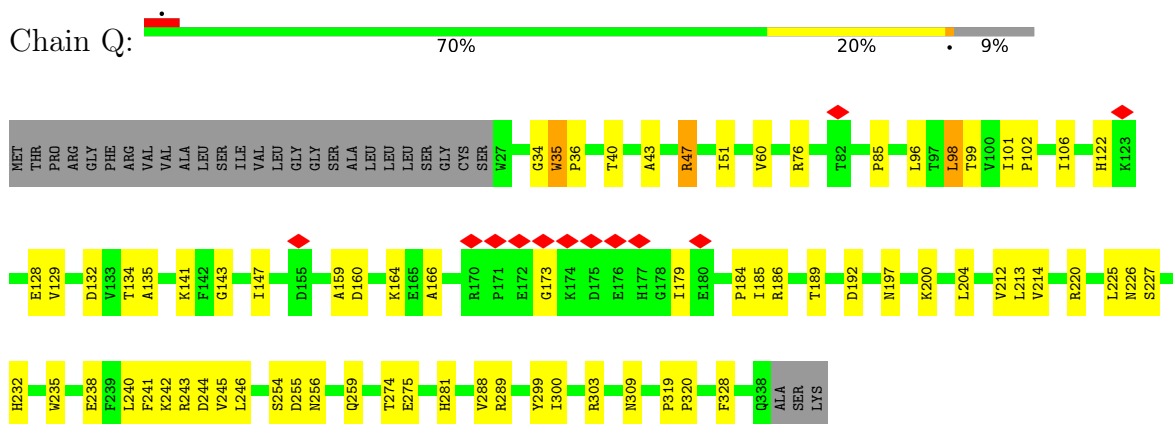 Chain Q: 70% 20% • 9%
MET THR PRO ARG GLY PHE ARG VAL VAL ALA LEU SER ILE VAL LEU GLY GLY SER ALA LEU LEU LEU SER GLY CYS SER W27 G34 W35 P36 T40 A43 R47 I51 V60 R76 T82 P85 L96 T97 L98 T99 V100 I101 P102 I106 H122 K123
E128 V129 D132 V133 T134 A135 K141 F142 G143 I147 D155 A159 D160 K164 E165 A166 R170 P171 E172 G173 K174 D175 E176 H177 G178 I179 E180 P184 I185 R186 T189 D192 N197 K200 L204 V212 L213 V214 R220 L225 N226 S227
H232 W235 E238 F239 L240 F241 K242 R243 D244 V245 L246 S254 D255 N256 Q259 T274 E275 H281 V288 R289 Y299 I300 R303 N309 P319 P320 F328 Q338 ALA SER LYS